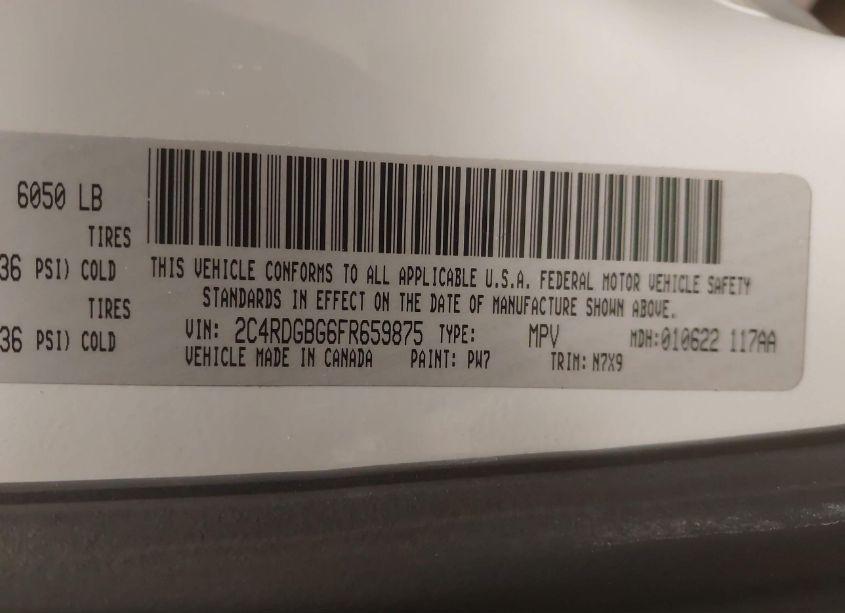 6050 LB
TIRES
36 PSI) COLD
TIRES
36 PSI) COLD
THIS VEHICLE CONFORMS TO ALL APPLICABLE U.S.A. FEDERAL MOTOR VEHICLE SAFETY
STANDARDS IN EFFECT ON THE DATE OF MANUFACTURE SHOWN ABOVE.
VIN: 2C4RDGBG6FR659875 TYPE: MPV MDH:010622 117AA
VEHICLE MADE IN CANADA PAINT: PW7 TRIM: N7X9